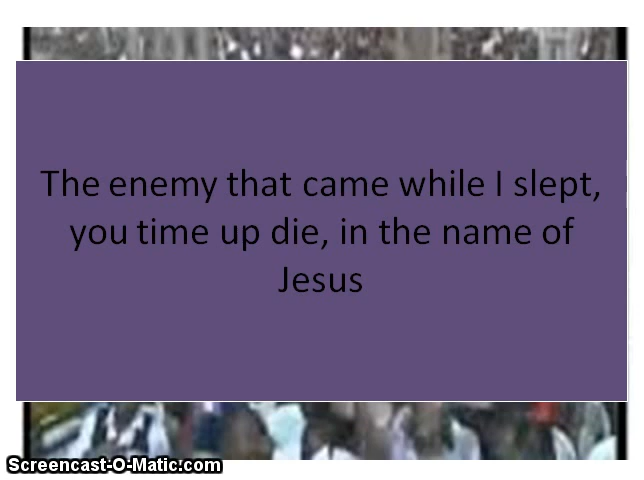 The enemy that came while I slept,
you time up die, in the name of
Jesus
Screencast-O-Matic.com